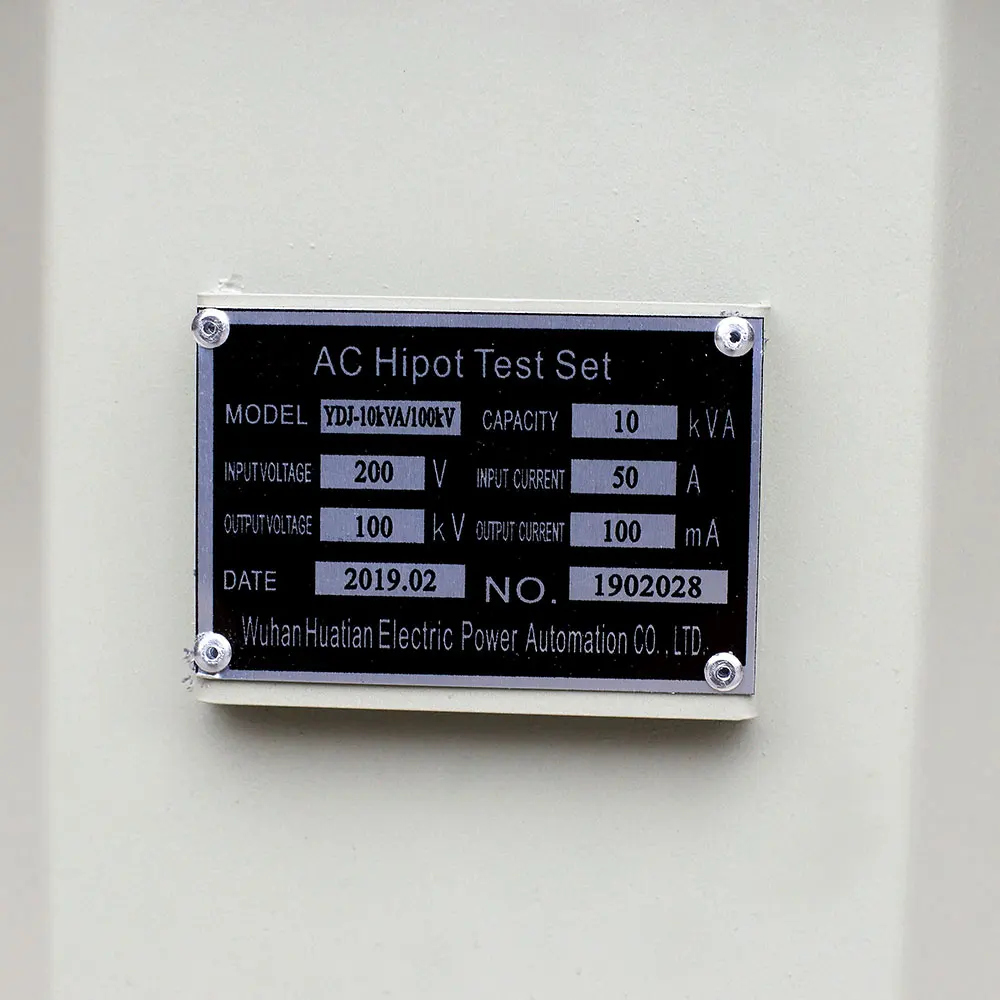 AC Hipot Test Set
MODEL YDJ-10kVA/100kV CAPACITY 10 kVA
INPUT VOLTAGE 200 V INPUT CURRENT 50 A
OUTPUT VOLTAGE 100 kV OUTPUT CURRENT 100 mA
DATE 2019.02 NO. 1902028
Wuhan Huatian Electric Power Automation CO.,LTD.